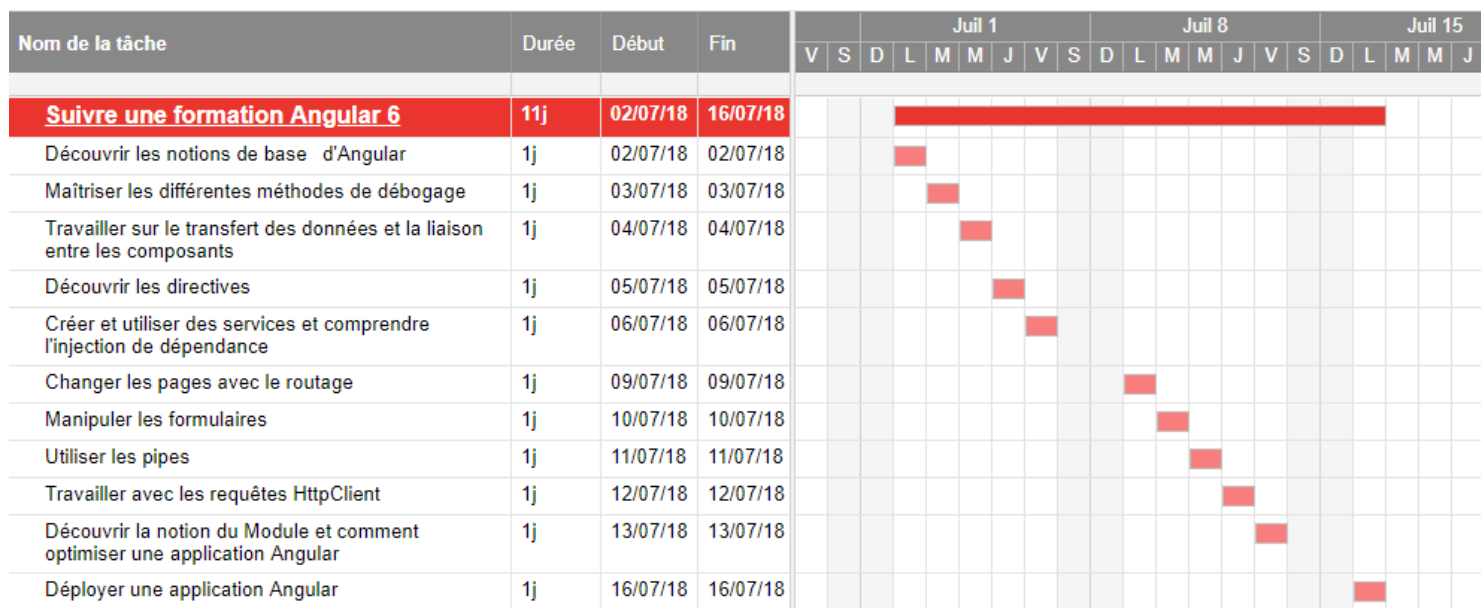 Juil 1 Juil 8 Juil 15
Nom de la tâche Durée Début Fin
V S D L M M J V S D L M M J V S D L M M J
Suivre une formation Angular 6 11j 02/07/18 16/07/18
Découvrir les notions de base d'Angular 1j 02/07/18 02/07/18
Maîtriser les différentes méthodes de débogage 1j 03/07/18 03/07/18
Travailler sur le transfert des données et la liaison 1j 04/07/18 04/07/18
entre les composants
Découvrir les directives 1j 05/07/18 05/07/18
Créer et utiliser des services et comprendre 1j 06/07/18 06/07/18
l'injection de dépendance
Changer les pages avec le routage 1j 09/07/18 09/07/18
Manipuler les formulaires 1j 10/07/18 10/07/18
Utiliser les pipes 1j 11/07/18 11/07/18
Travailler avec les requêtes HttpClient 1j 12/07/18 12/07/18
Découvrir la notion du Module et comment 1j 13/07/18 13/07/18
optimiser une application Angular
Déployer une application Angular 1j 16/07/18 16/07/18